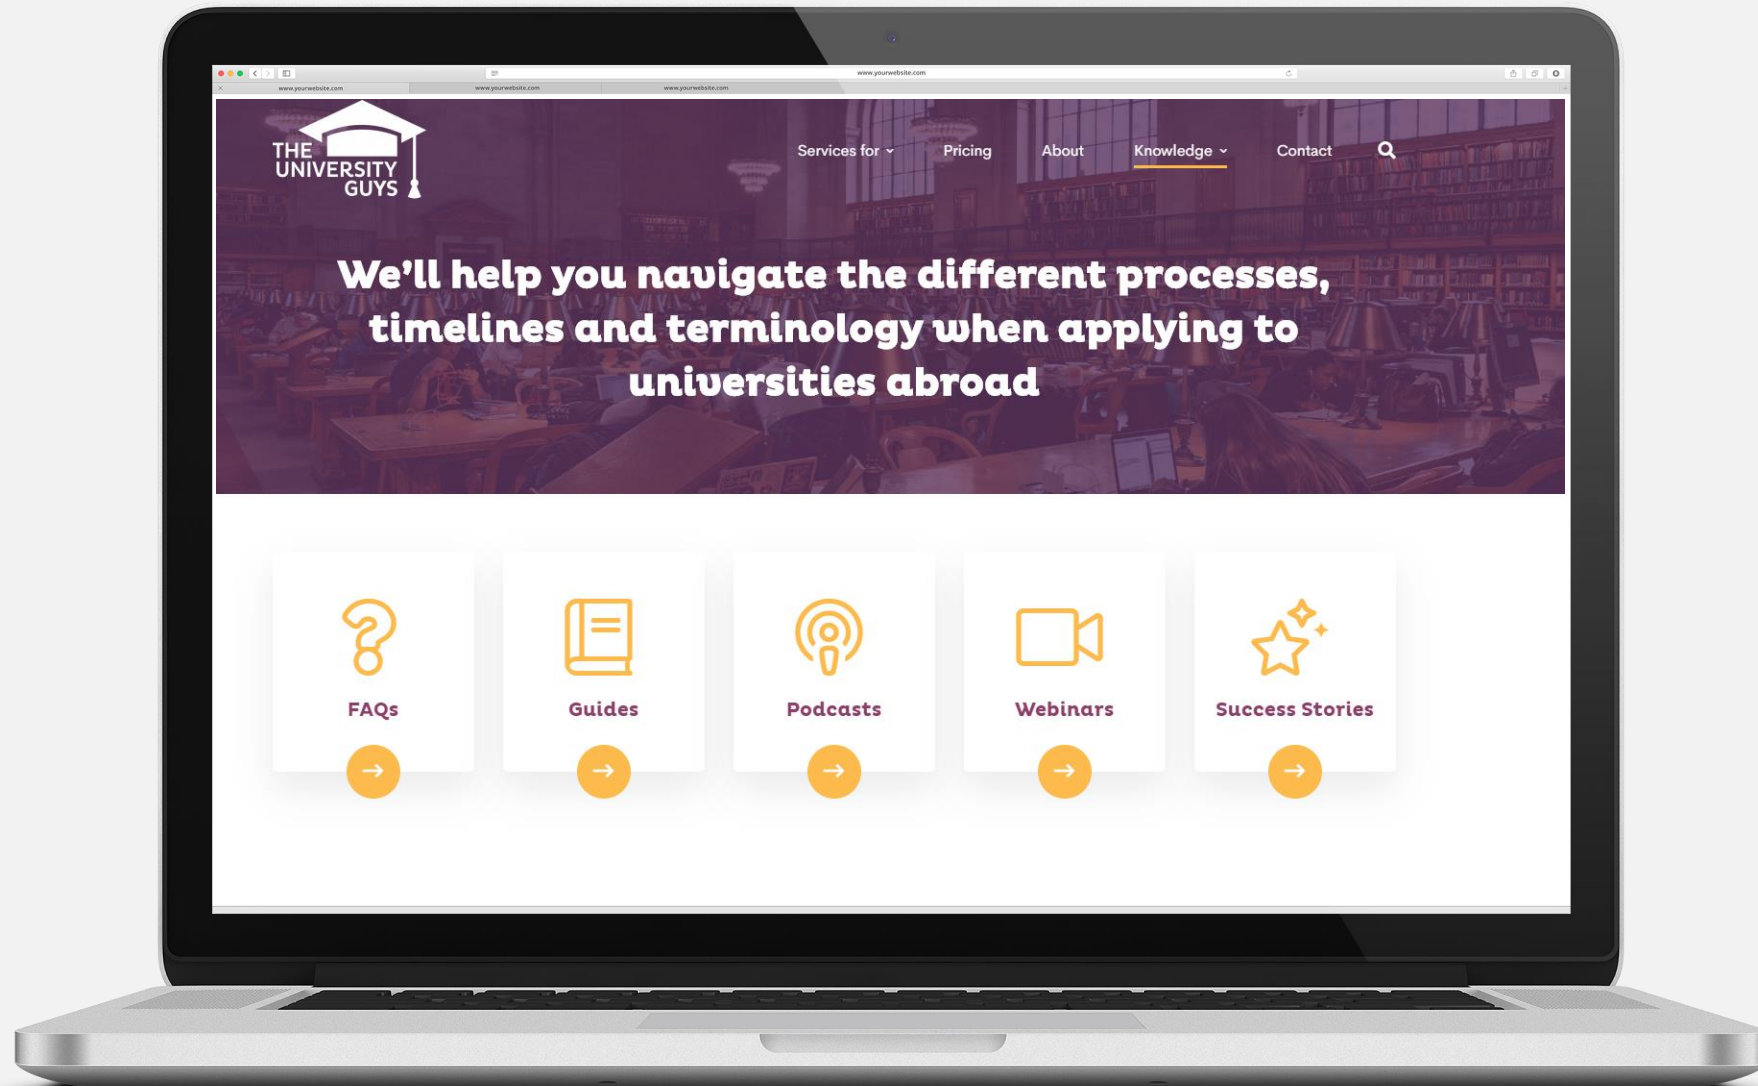 www.yourwebsite.com
www.yourwebsite.com
www.yourwebsite.com
www.yourwebsite.com
THE
UNIVERSITY
GUYS
Services for
Pricing
About
Knowledge
Contact
We'll help you navigate the different processes,
timelines and terminology when applying to
universities abroad
FAQs
Guides
Podcasts
Webinars
Success Stories